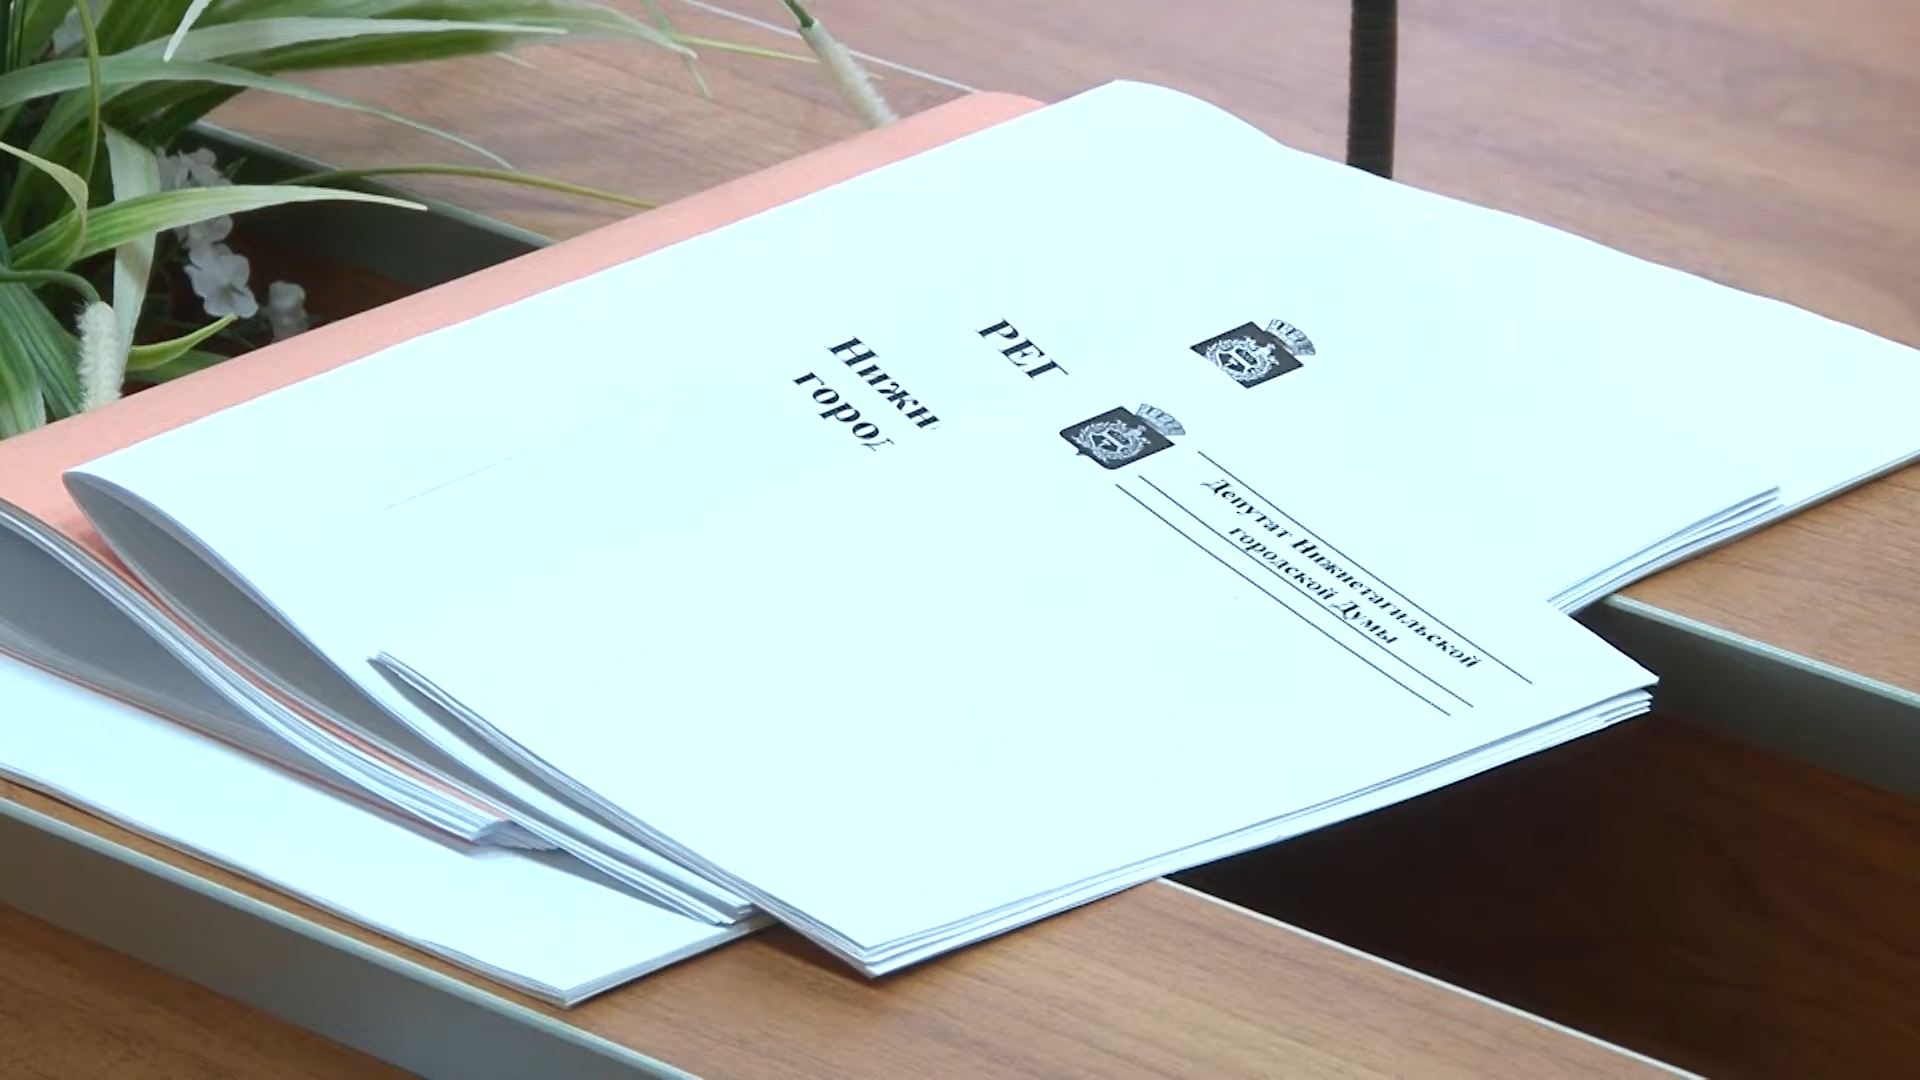 РЕГ
Нижн
город
Депутат Нижнетагильской
городской Думы